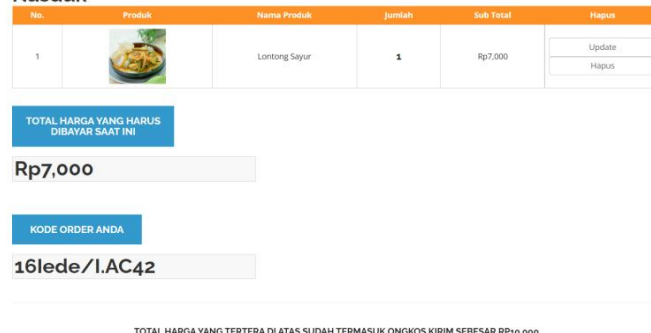 No. Produk Nama Produk Jumlah Sub Total Hapus
1 Lontong Sayur 1 Rp7,000 Update
Hapus
TOTAL HARGA YANG HARUS
DIBAYAR SAAT INI
Rp7,000
KODE ORDER ANDA
16lede/I.AC42
TOTAL HARGA YANG TERTERA DI ATAS SUDAH TERMASUK ONGKOS KIRIM SEBESAR RP10,000